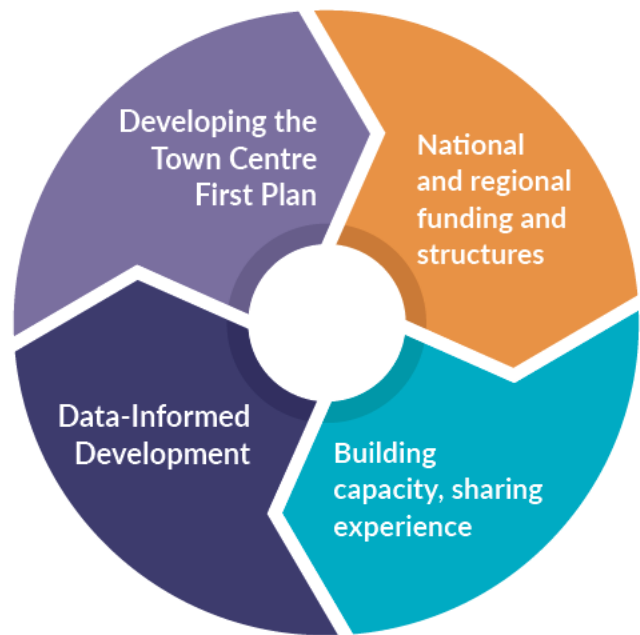 Developing the
Town Centre
First Plan
National
and regional
funding and
structures
Building
capacity, sharing
experience
Data-Informed
Development